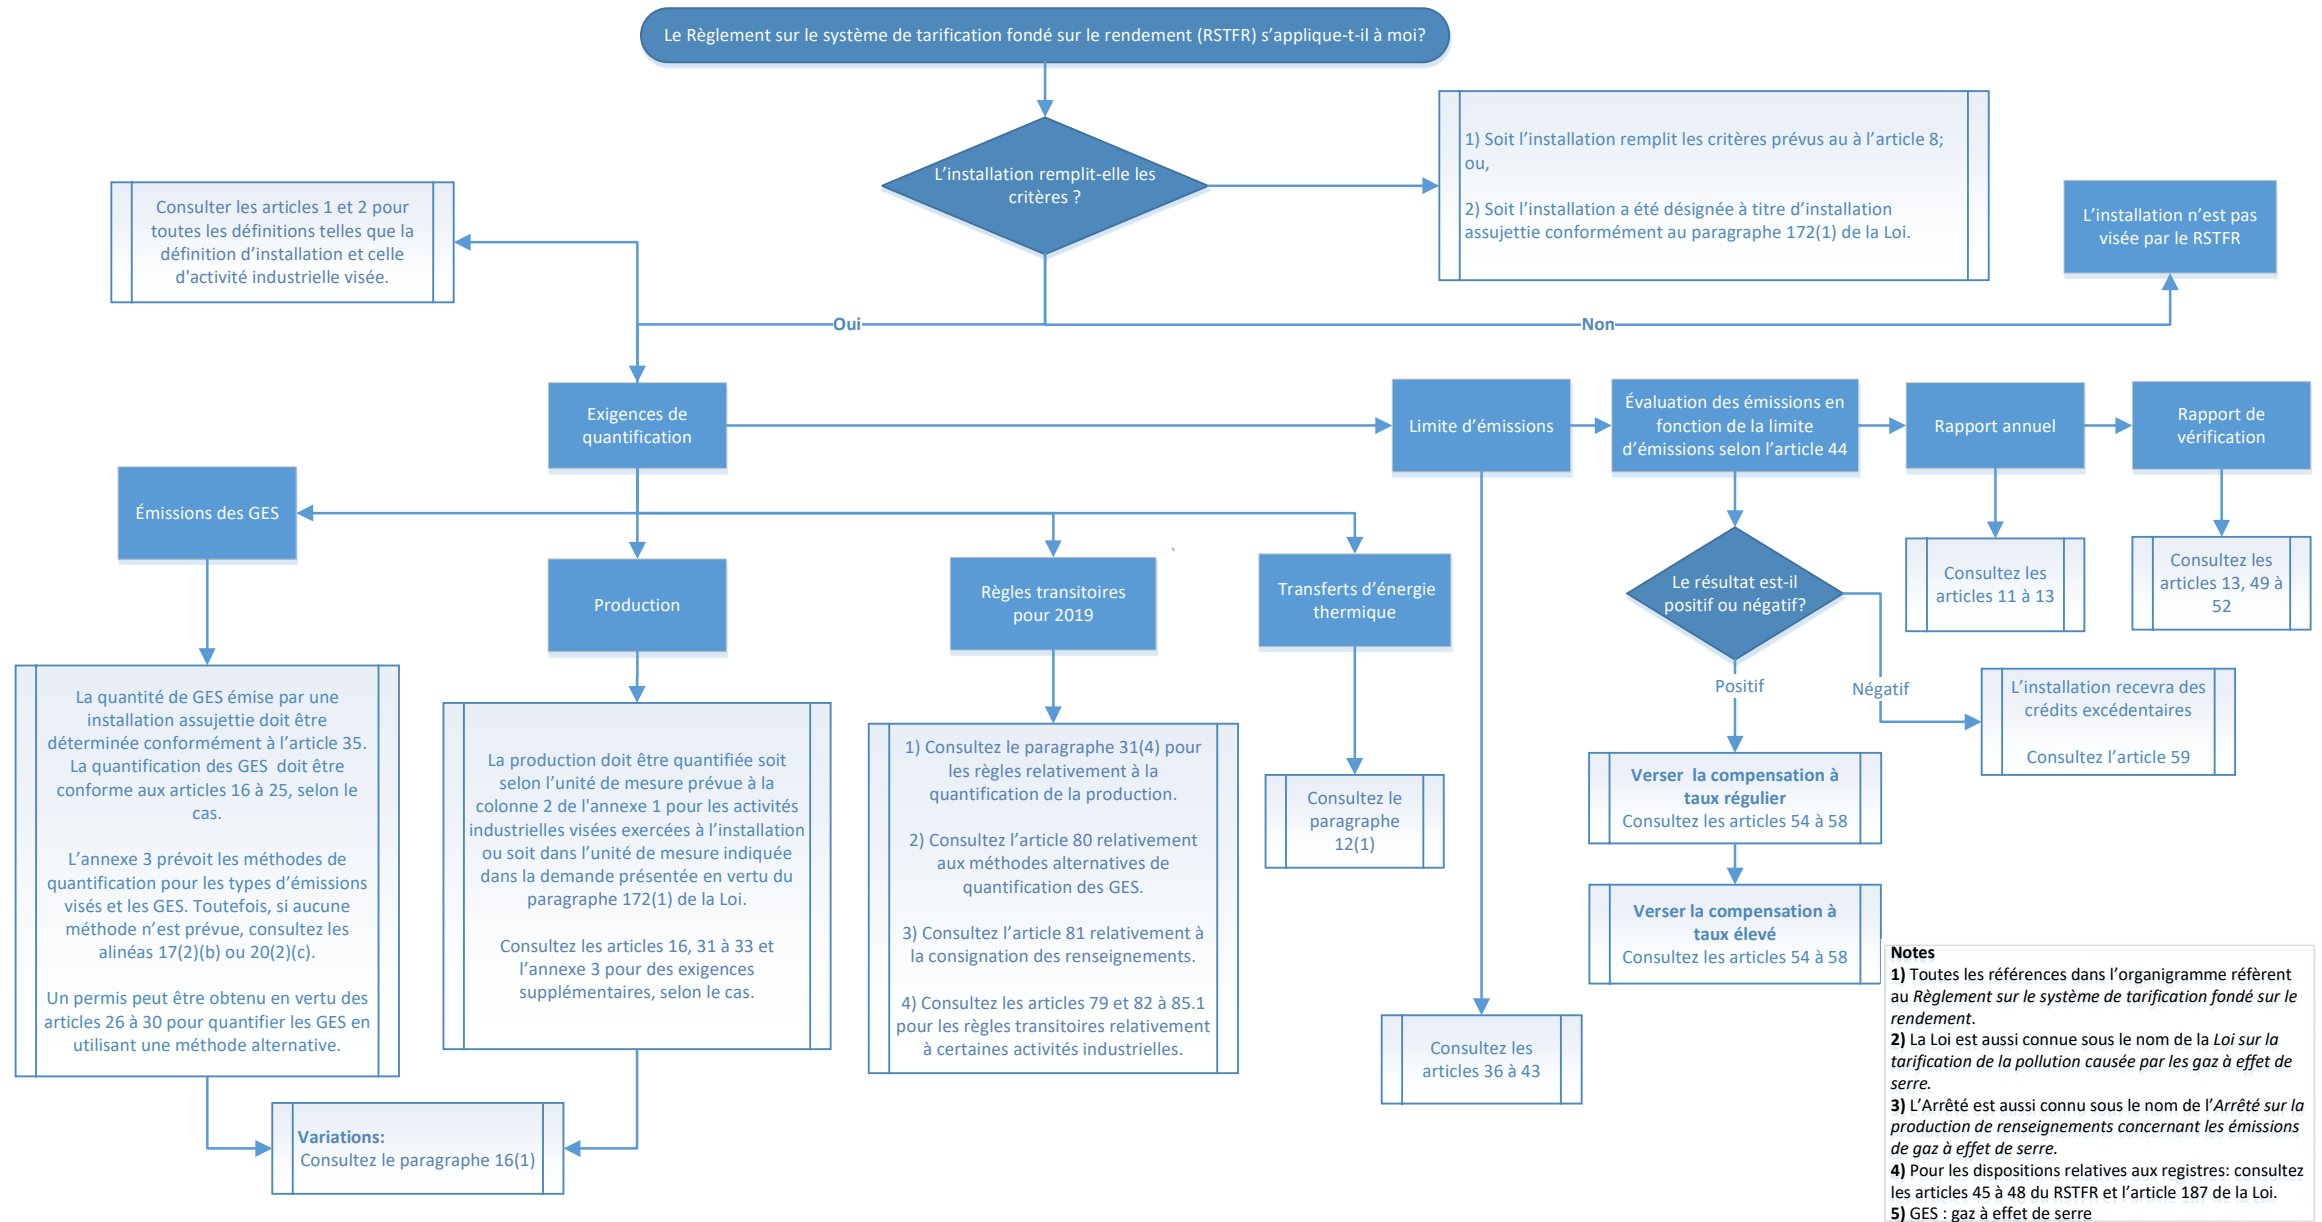 Le Règlement sur le système de tarification fondé sur le rendement (RSTFR) s’applique-t-il à moi?
L’installation remplit-elle les
critères ?
1) Soit l’installation remplit les critères prévus au à l’article 8;
ou,
2) Soit l’installation a été désignée à titre d’installation
assujettie conformément au paragraphe 172(1) de la Loi.
Consulter les articles 1 et 2 pour
toutes les définitions telles que la
définition d’installation et celle
d'activité industrielle visée.
L’installation n’est pas
visée par le RSTFR
Oui
Non
Exigences de
quantification
Limite d’émissions
Évaluation des émissions en
fonction de la limite
d’émissions selon l’article 44
Rapport annuel
Rapport de
vérification
Émissions des GES
Production
Règles transitoires
pour 2019
`
Transferts d’énergie
thermique
Le résultat est-il
positif ou négatif?
Consultez les
articles 11 à 13
Consultez les
articles 13, 49 à
52
Positif
Négatif
L’installation recevra des
crédits excédentaires
Consultez l’article 59
La quantité de GES émise par une
installation assujettie doit être
déterminée conformément à l’article 35.
La quantification des GES  doit être
conforme aux articles 16 à 25, selon le
cas.
L’annexe 3 prévoit les méthodes de
quantification pour les types d’émissions
visés et les GES. Toutefois, si aucune
méthode n’est prévue, consultez les
alinéas 17(2)(b) ou 20(2)(c).
Un permis peut être obtenu en vertu des
articles 26 à 30 pour quantifier les GES en
utilisant une méthode alternative.
La production doit être quantifiée soit
selon l’unité de mesure prévue à la
colonne 2 de l'annexe 1 pour les activités
industrielles visées exercées à l’installation
ou soit dans l’unité de mesure indiquée
dans la demande présentée en vertu du
paragraphe 172(1) de la Loi.
Consultez les articles 16, 31 à 33 et
l’annexe 3 pour des exigences
supplémentaires, selon le cas.
1) Consultez le paragraphe 31(4) pour
les règles relativement à la
quantification de la production.
2) Consultez l’article 80 relativement
aux méthodes alternatives de
quantification des GES.
3) Consultez l’article 81 relativement à
la consignation des renseignements.
4) Consultez les articles 79 et 82 à 85.1
pour les règles transitoires relativement
à certaines activités industrielles.
Consultez le
paragraphe
12(1)
Verser  la compensation à
taux régulier
Consultez les articles 54 à 58
Verser la compensation à
taux élevé
Consultez les articles 54 à 58
Consultez les
articles 36 à 43
Variations:
Consultez le paragraphe 16(1)
Notes
1) Toutes les références dans l’organigramme réfèrent
au Règlement sur le système de tarification fondé sur le
rendement.
2) La Loi est aussi connue sous le nom de la Loi sur la
tarification de la pollution causée par les gaz à effet de
serre.
3) L’Arrêté est aussi connu sous le nom de l’Arrêté sur la
production de renseignements concernant les émissions
de gaz à effet de serre.
4) Pour les dispositions relatives aux registres: consultez
les articles 45 à 48 du RSTFR et l’article 187 de la Loi.
5) GES : gaz à effet de serre